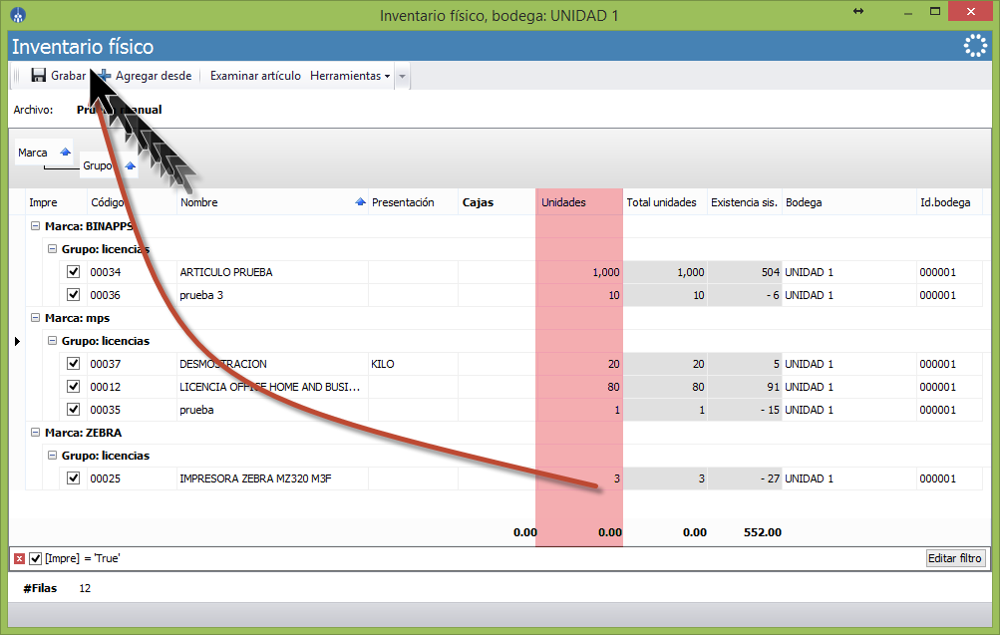 Inventario físico, bodega: UNIDAD 1
Inventario físico
Grabar Agregar desde Examinar artículo Herramientas
Archivo: Prueba manual
Marca
Grupo
Impre Código Nombre Presentación Cajas Unidades Total unidades Existencia sis. Bodega Id.bodega
Marca: BINAPPS
Grupo: licencias
00034 ARTICULO PRUEBA 1,000 1,000 504 UNIDAD 1 000001
00036 prueba 3 10 10 - 6 UNIDAD 1 000001
Marca: mps
Grupo: licencias
00037 DESMOSTRACION KILO 20 20 5 UNIDAD 1 000001
00012 LICENCIA OFFICE HOME AND BUSI... 80 80 91 UNIDAD 1 000001
00035 prueba 1 1 - 15 UNIDAD 1 000001
Marca: ZEBRA
Grupo: licencias
00025 IMPRESORA ZEBRA MZ320 M3F 3 3 - 27 UNIDAD 1 000001
0.00 0.00 0.00 552.00
[Impre] = 'True' Editar filtro
#Filas 12